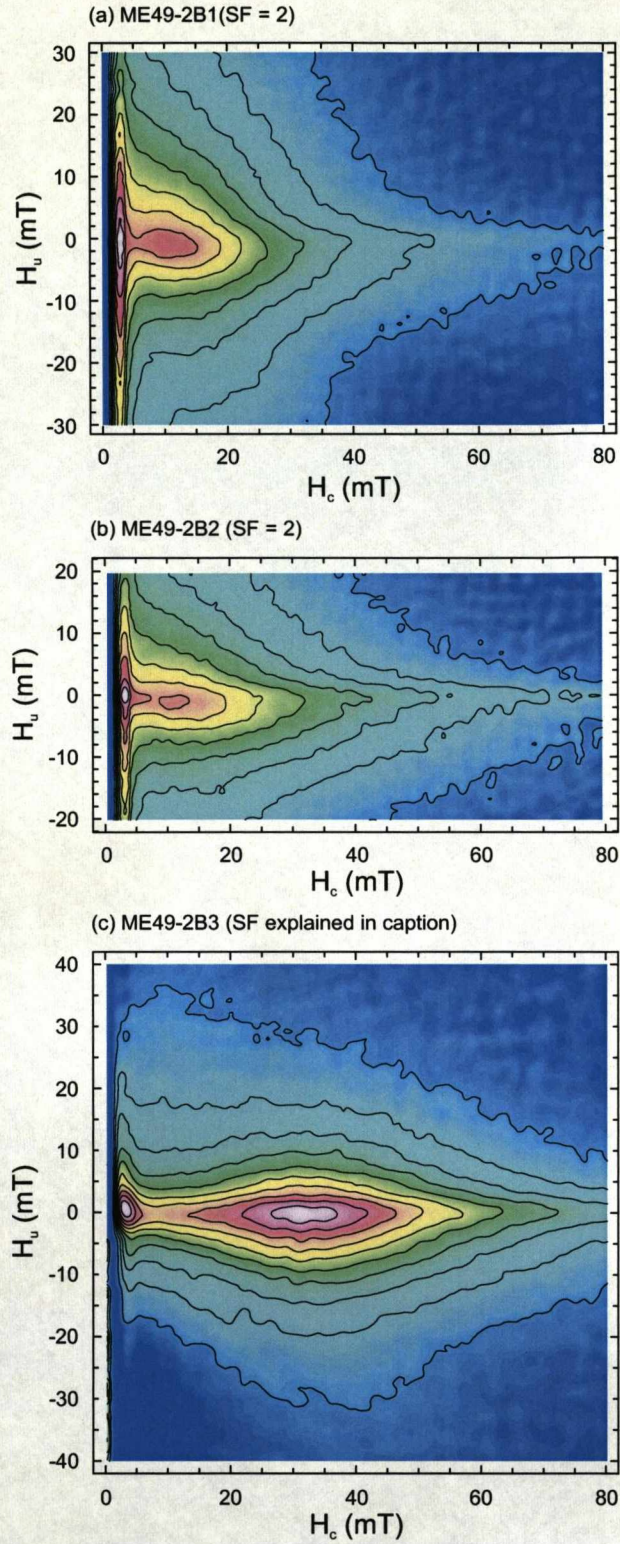 (a) ME49-2B1(SF = 2)
30
20
10
0
-10
-20
-30
Hu (mT)
0 20 40 60 80
Hc (mT)
(b) ME49-2B2 (SF = 2)
20
10
0
-10
-20
Hu (mT)
0 20 40 60 80
Hc (mT)
(c) ME49-2B3 (SF explained in caption)
40
30
20
10
0
-10
-20
-30
-40
Hu (mT)
0 20 40 60 80
Hc (mT)